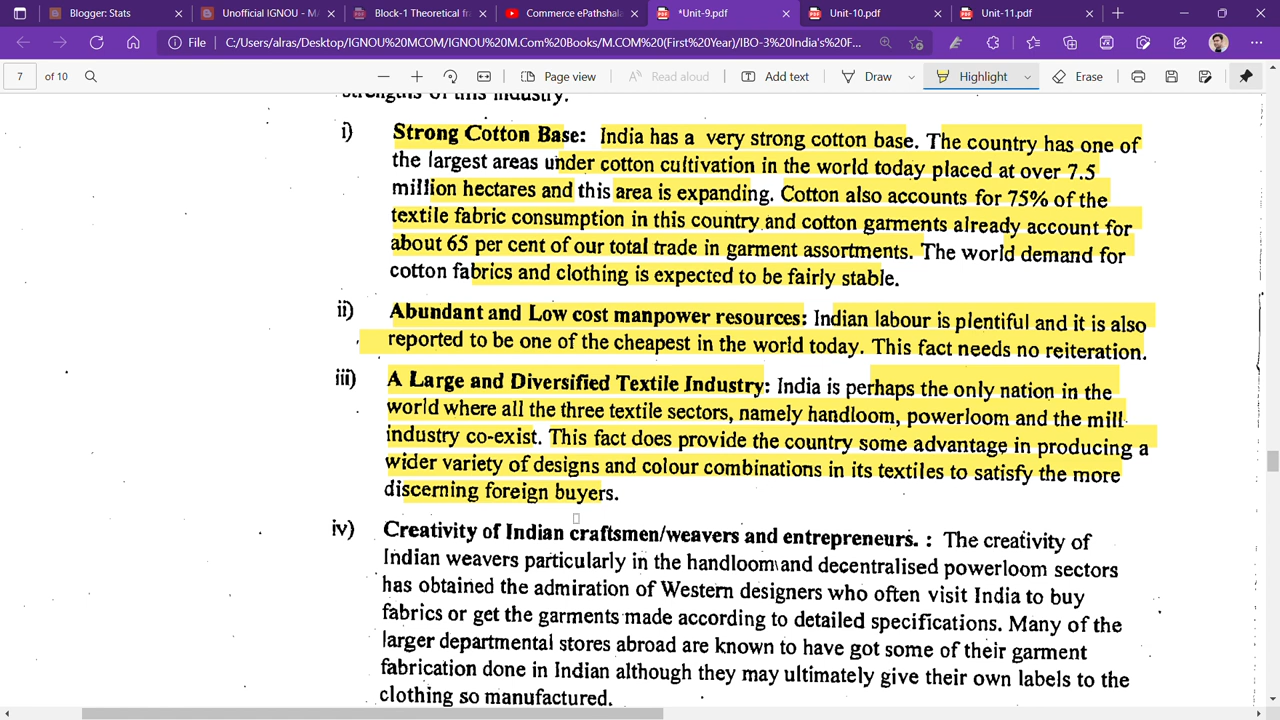 Blogger: Stats
Unofficial IGNOU - MA
Block-1 Theoretical fra
Commerce ePathshala
*Unit-9.pdf
Unit-10.pdf
Unit-11.pdf
File
C:/Users/alras/Desktop/IGNOU%20MCOM/IGNOU%20M.Com%20Books/M.COM%20(First%20Year)/IBO-3%20India's%20F...
7 of 10
Page view
Read aloud
Add text
Draw
Highlight
Erase
strengths of this industry.
i) Strong Cotton Base: India has a very strong cotton base. The country has one of
the largest areas under cotton cultivation in the world today placed at over 7.5
million hectares and this area is expanding. Cotton also accounts for 75% of the
textile fabric consumption in this country and cotton garments already account for
about 65 per cent of our total trade in garment assortments. The world demand for
cotton fabrics and clothing is expected to be fairly stable.
ii) Abundant and Low cost manpower resources: Indian labour is plentiful and it is also
reported to be one of the cheapest in the world today. This fact needs no reiteration.
iii) A Large and Diversified Textile Industry: India is perhaps the only nation in the
world where all the three textile sectors, namely handloom, powerloom and the mill
industry co-exist. This fact does provide the country some advantage in producing a
wider variety of designs and colour combinations in its textiles to satisfy the more
discerning foreign buyers.
iv) Creativity of Indian craftsmen/weavers and entrepreneurs. : The creativity of
Indian weavers particularly in the handloom and decentralised powerloom sectors
has obtained the admiration of Western designers who often visit India to buy
fabrics or get the garments made according to detailed specifications. Many of the
larger departmental stores abroad are known to have got some of their garment
fabrication done in Indian although they may ultimately give their own labels to the
clothing so manufactured.